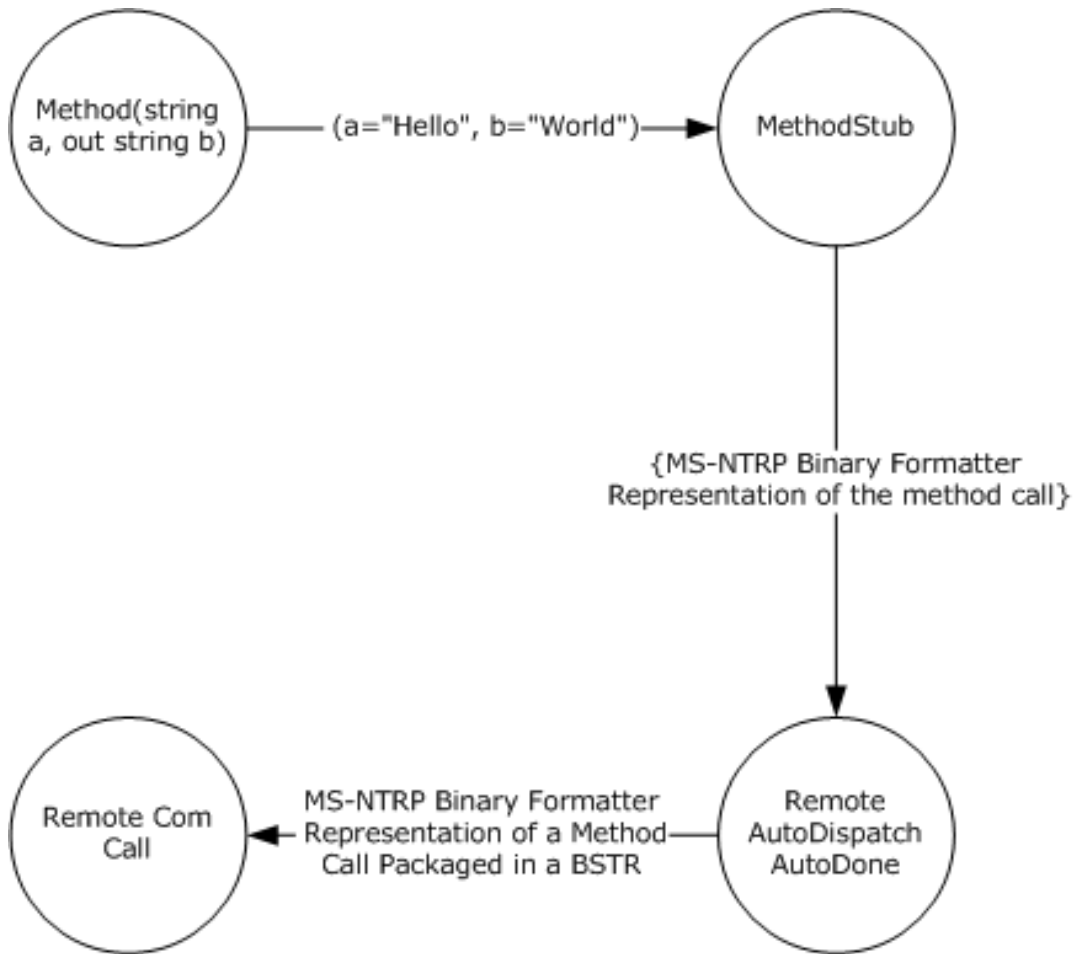 Method(string
a, out string b)
(a="Hello", b="World")
MethodStub
{MS-NTRP Binary Formatter
Representation of the method call}
Remote Com
Call
MS-NTRP Binary Formatter
Representation of a Method
Call Packaged in a BSTR
Remote
AutoDispatch
AutoDone